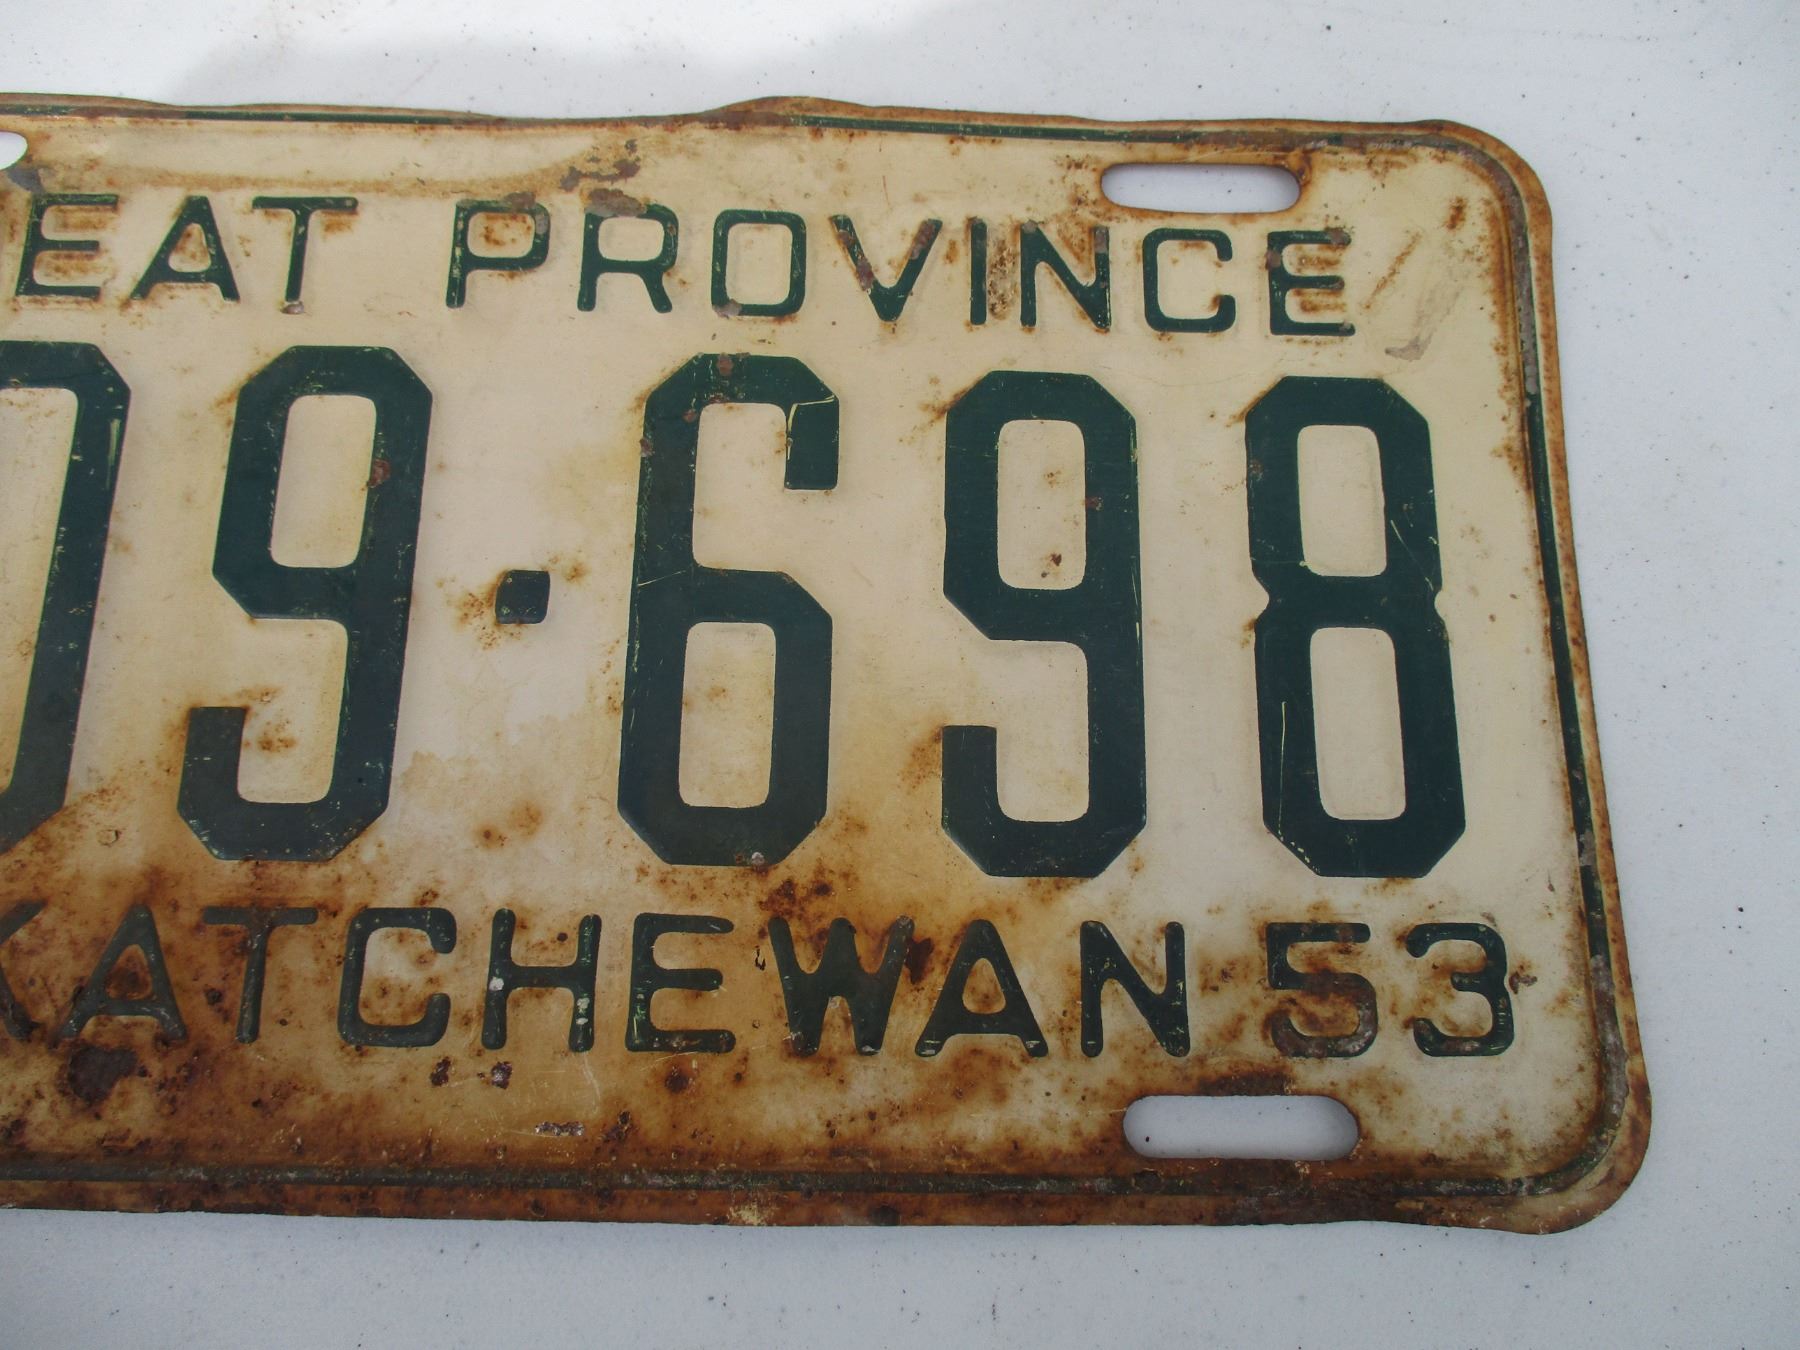 EAT PROVINCE
09·698
KATCHEWAN 53